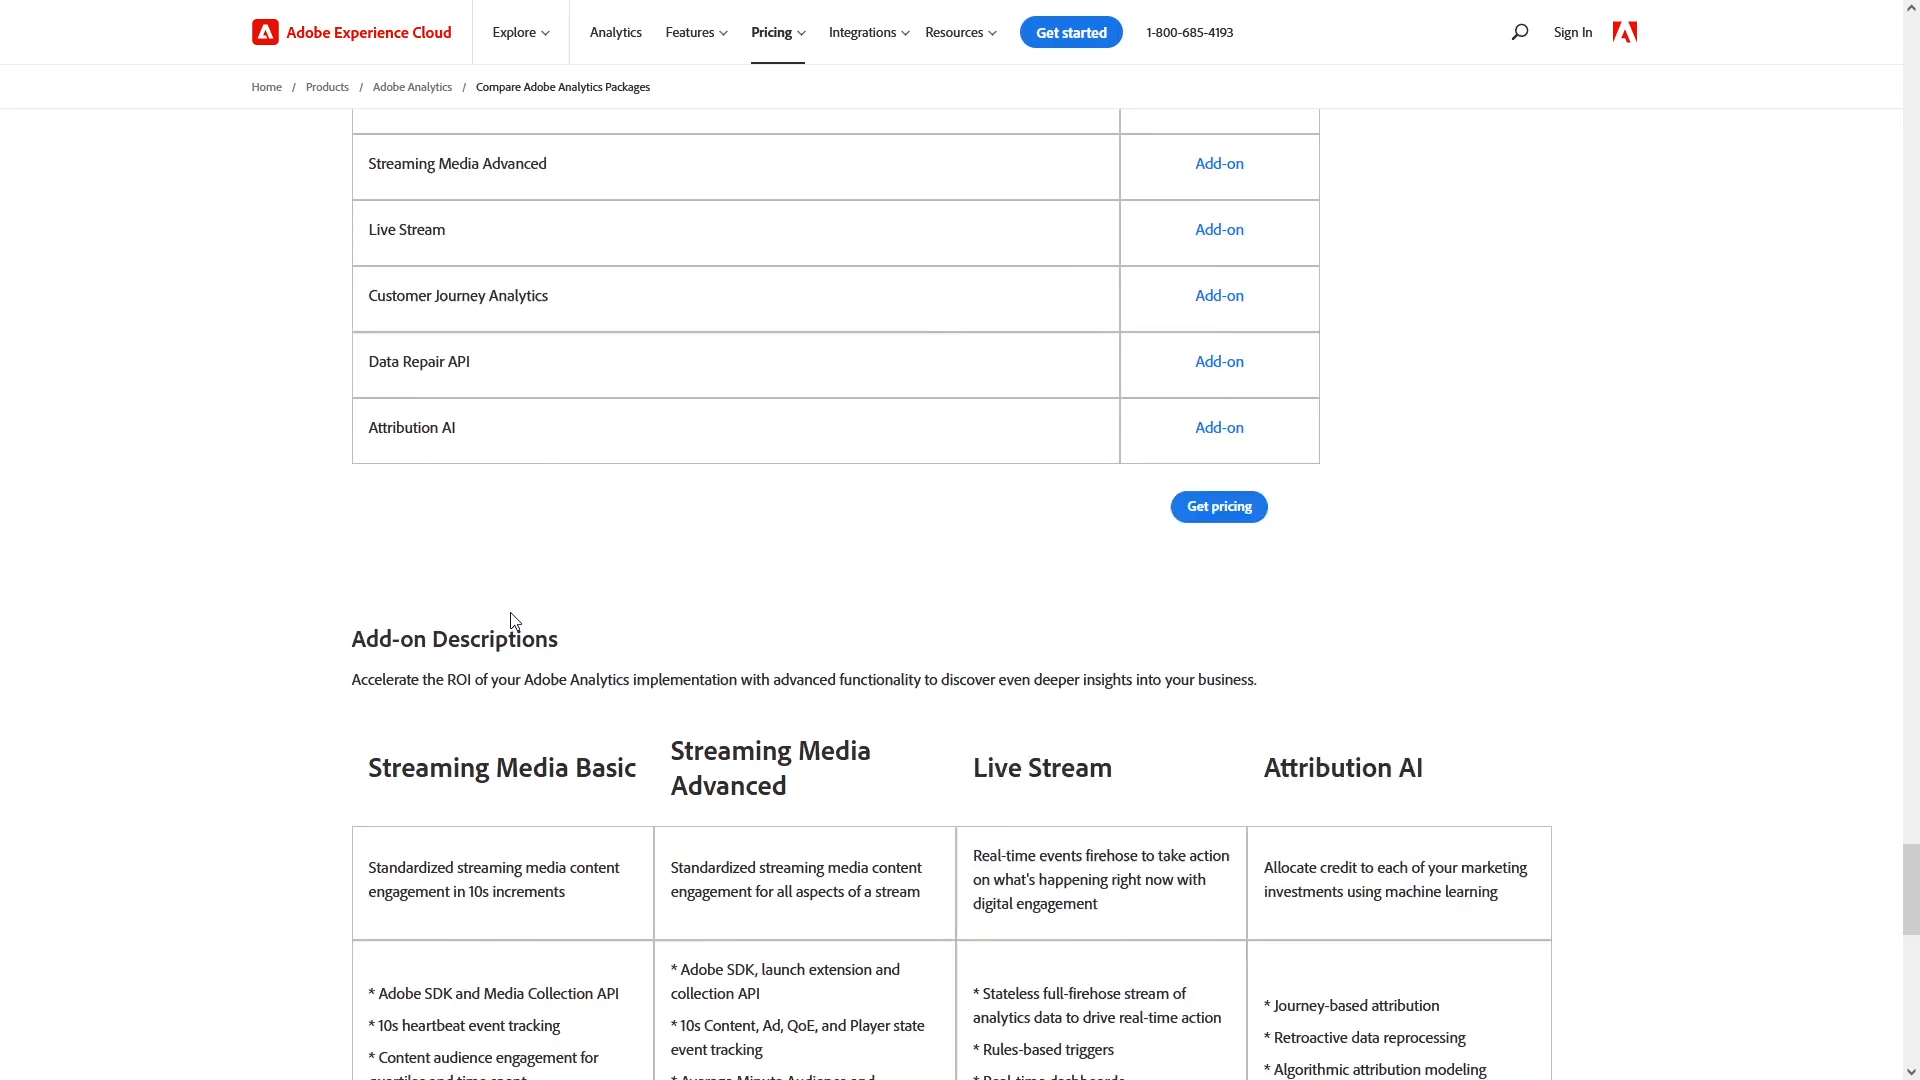 Adobe Experience Cloud
Explore
Analytics
Features
Pricing
Integrations
Resources
Get started
1-800-685-4193
Sign In
Home / Products / Adobe Analytics / Compare Adobe Analytics Packages
Streaming Media Advanced
Add-on
Live Stream
Add-on
Customer Journey Analytics
Add-on
Data Repair API
Add-on
Attribution AI
Add-on
Get pricing
Add-on Descriptions
Accelerate the ROI of your Adobe Analytics implementation with advanced functionality to discover even deeper insights into your business.
Streaming Media Basic
Streaming Media
Advanced
Live Stream
Attribution AI
Standardized streaming media content
engagement in 10s increments
Standardized streaming media content
engagement for all aspects of a stream
Real-time events firehose to take action
on what's happening right now with
digital engagement
Allocate credit to each of your marketing
investments using machine learning
* Adobe SDK and Media Collection API
* 10s heartbeat event tracking
* Content audience engagement for
* Adobe SDK, launch extension and
collection API
* 10s Content, Ad, QoE, and Player state
event tracking
* Average Minute Audience and
* Stateless full-firehose stream of
analytics data to drive real-time action
* Rules-based triggers
* Real-time dashboards
* Journey-based attribution
* Retroactive data reprocessing
* Algorithmic attribution modeling